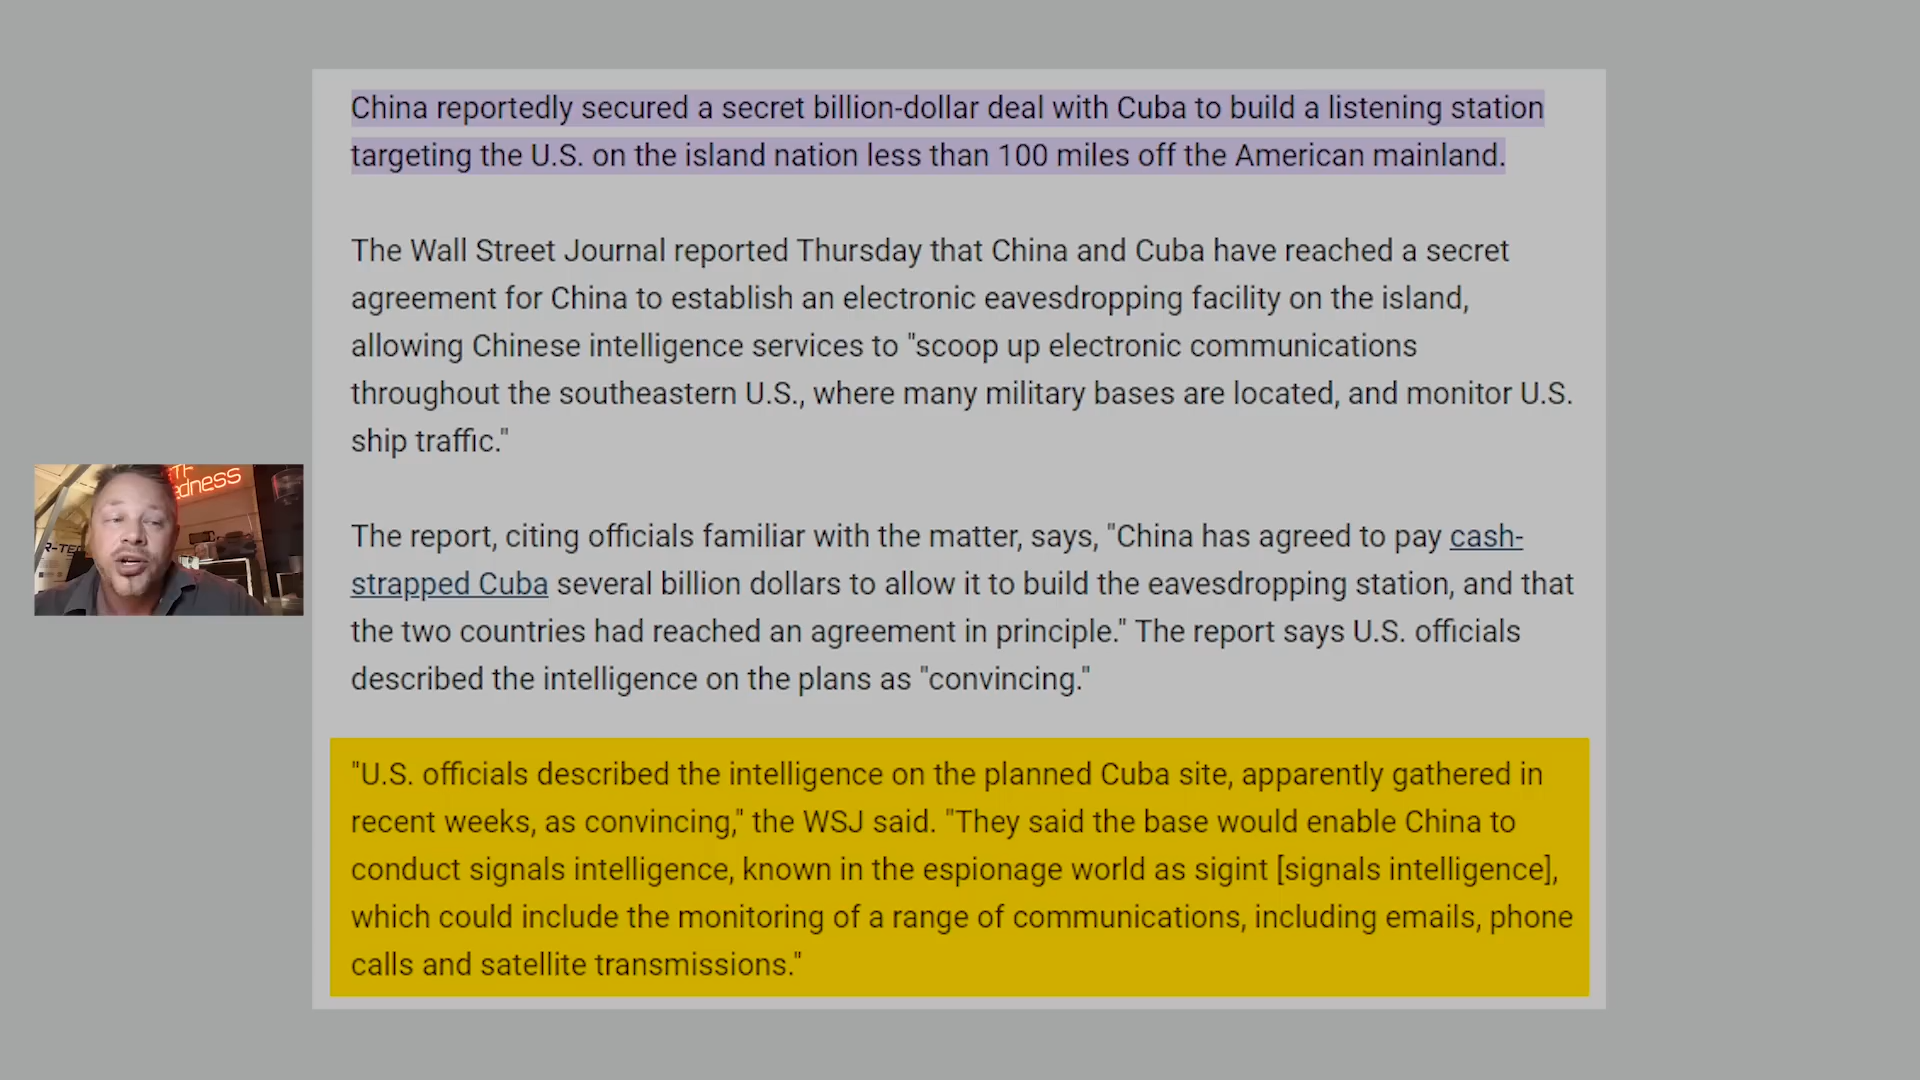 China reportedly secured a secret billion-dollar deal with Cuba to build a listening station
targeting the U.S. on the island nation less than 100 miles off the American mainland.
The Wall Street Journal reported Thursday that China and Cuba have reached a secret
agreement for China to establish an electronic eavesdropping facility on the island,
allowing Chinese intelligence services to "scoop up electronic communications
throughout the southeastern U.S., where many military bases are located, and monitor U.S.
ship traffic."
The report, citing officials familiar with the matter, says, "China has agreed to pay cash-
strapped Cuba several billion dollars to allow it to build the eavesdropping station, and that
the two countries had reached an agreement in principle." The report says U.S. officials
described the intelligence on the plans as "convincing."
"U.S. officials described the intelligence on the planned Cuba site, apparently gathered in
recent weeks, as convincing," the WSJ said. "They said the base would enable China to
conduct signals intelligence, known in the espionage world as sigint [signals intelligence],
which could include the monitoring of a range of communications, including emails, phone
calls and satellite transmissions."